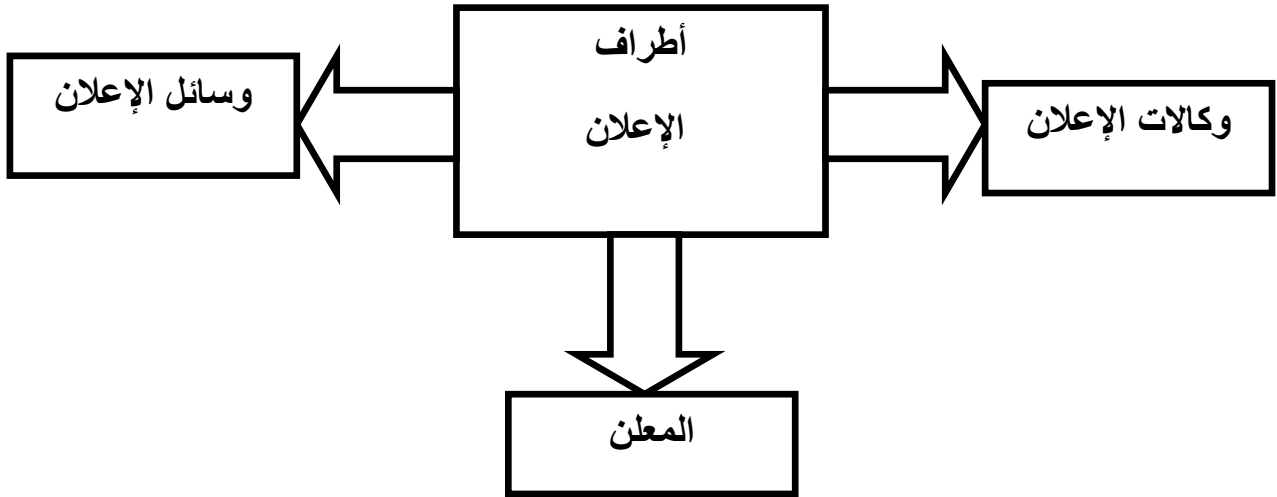 أطراف
الإعلان
وكالات الإعلان
وسائل الإعلان
المعلن